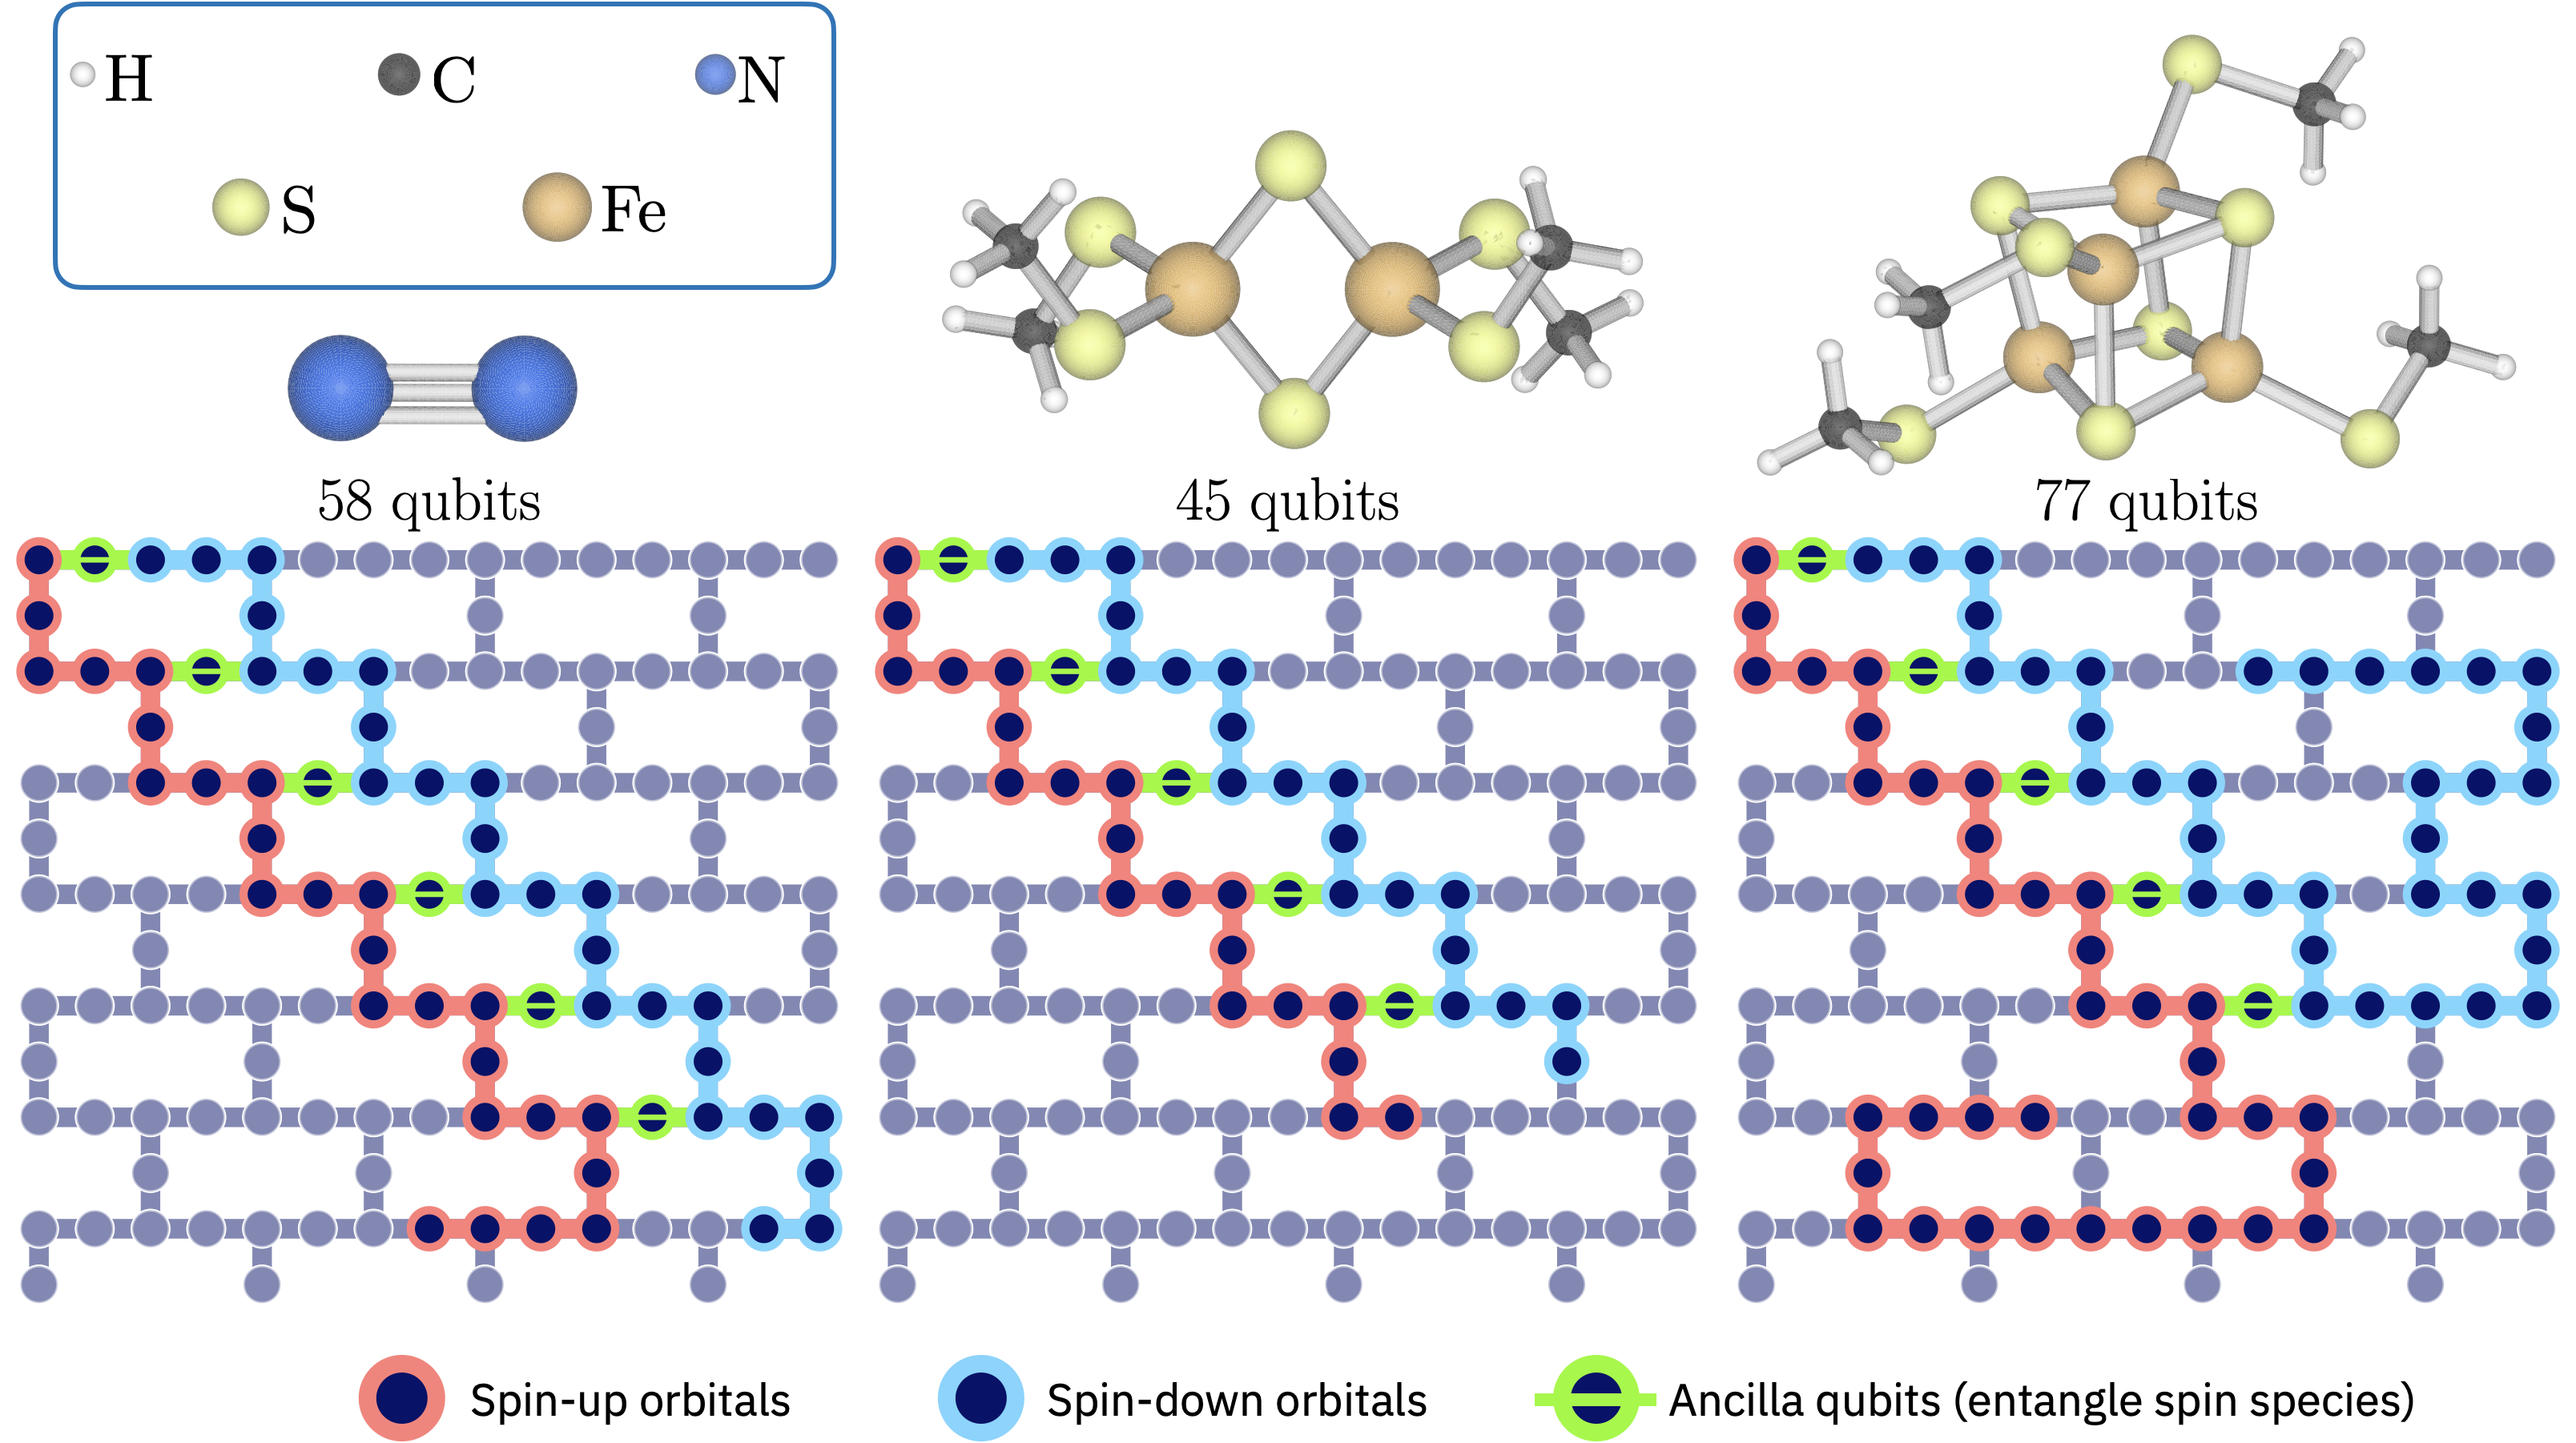 H C N
S Fe
58 qubits 45 qubits 77 qubits
Spin-up orbitals Spin-down orbitals Ancilla qubits (entangle spin species)